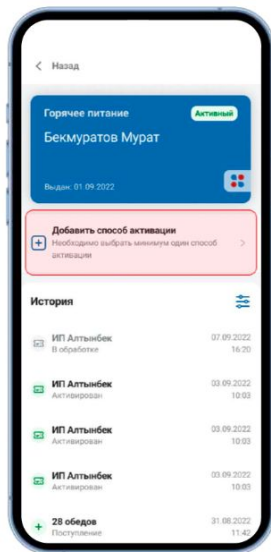 Назад
Горячее питание
Активный
Бекмуратов Мурат
Выдан: 01.09.2022
Добавить способ активации
Необходимо выбрать минимум один способ
активации
История
ИП Алтынбек 07.09.2022
В обработке 16:20
ИП Алтынбек 03.09.2022
Активирован 10:03
ИП Алтынбек 03.09.2022
Активирован 10:03
ИП Алтынбек 03.09.2022
Активирован 10:03
28 обедов 31.08.2022
Поступление 11:42